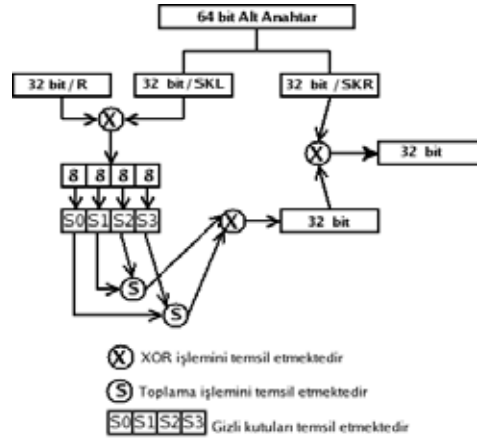 64 bit Alt Anahtar
32 bit/R
32 bit/SKL
32 bit/SKR
X
X
32 bit
8 8 8 8
S0 S1 S2 S3
X
32 bit
S
S
X XOR işlemini temsil etmektedir
S Toplama işlemini temsil etmektedir
S0 S1 S2 S3 Gizli kutuları temsil etmektedir